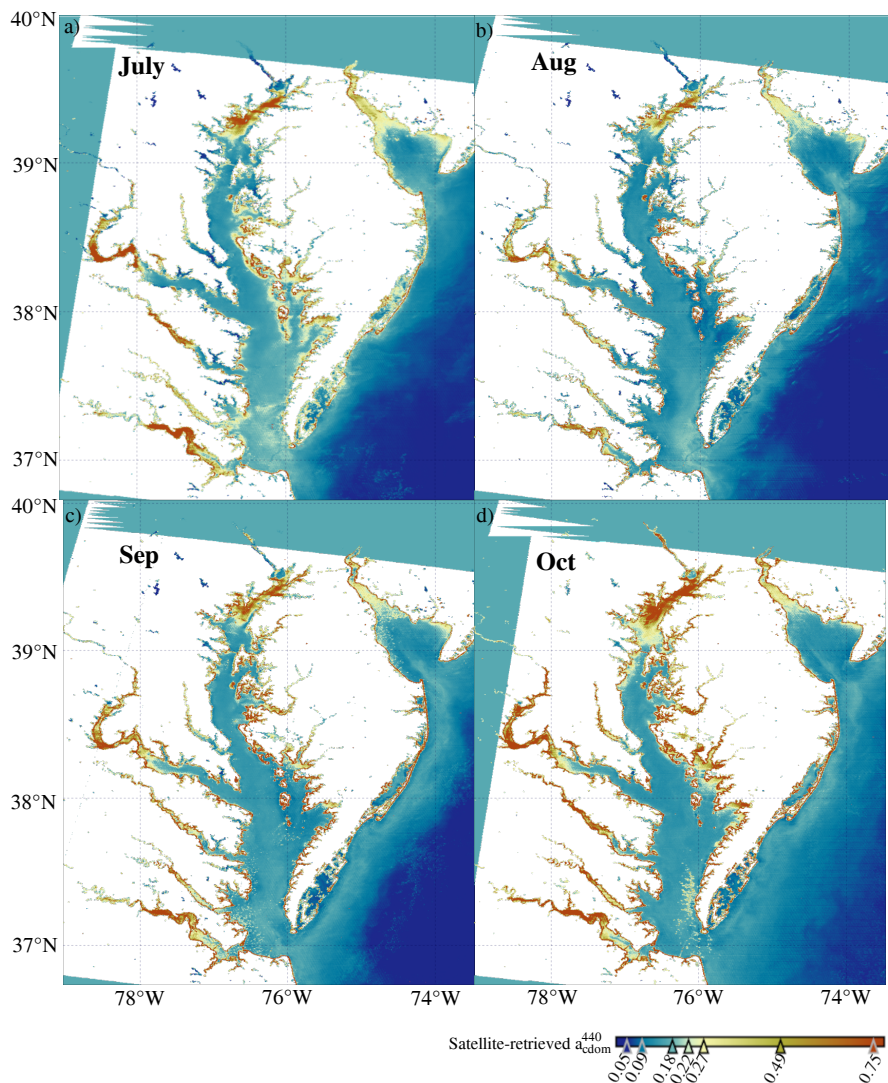 40°N
a)
July
b)
Aug
39°N
38°N
37°N
40°N
c)
Sep
d)
Oct
39°N
38°N
37°N
78°W 76°W 74°W 78°W 76°W 74°W
Satellite-retrieved a⁴⁴⁰cdom
0.05 0.09 0.18 0.22 0.27 0.49 0.75